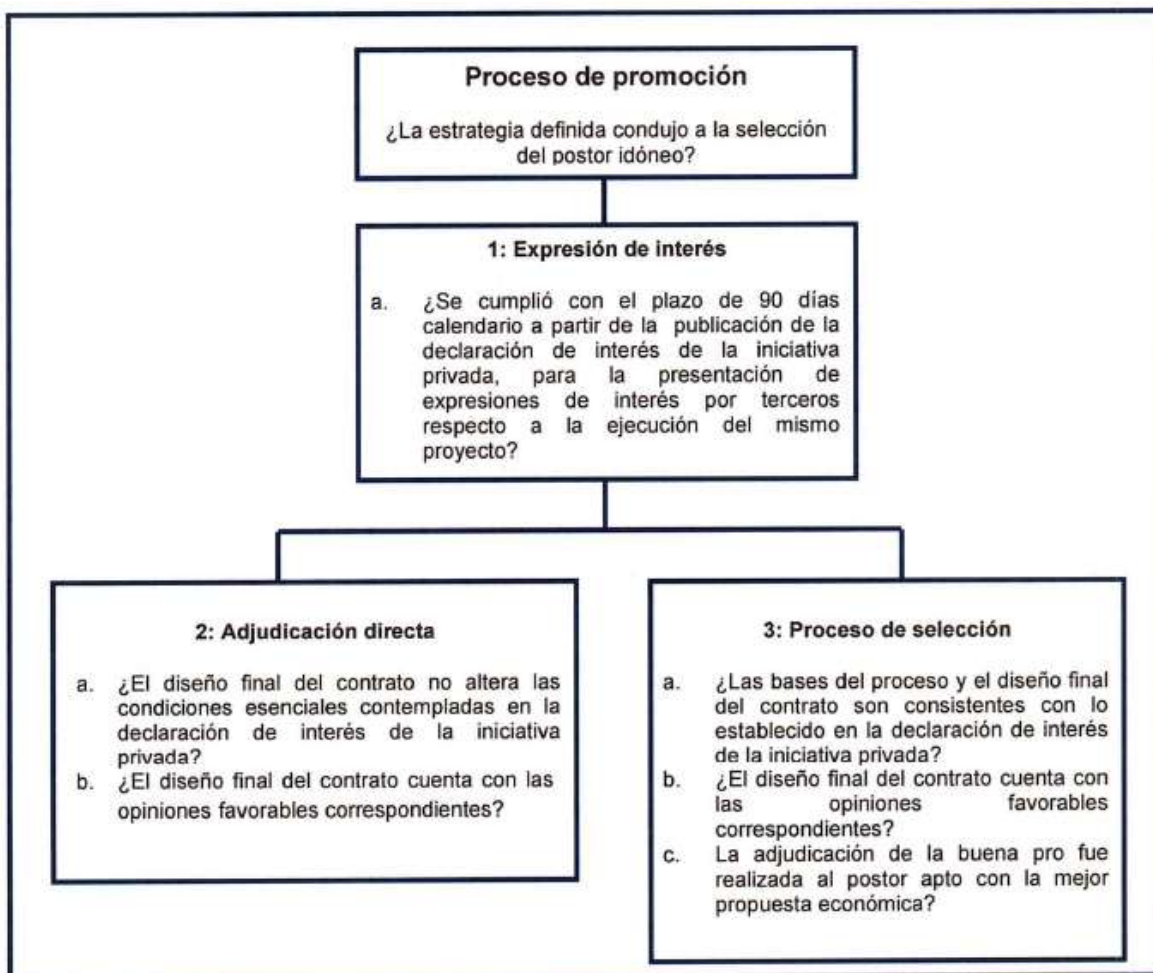 Proceso de promoción
¿La estrategia definida condujo a la selección
del postor idóneo?
1: Expresión de interés
a. ¿Se cumplió con el plazo de 90 días
calendario a partir de la publicación de la
declaración de interés de la iniciativa
privada, para la presentación de
expresiones de interés por terceros
respecto a la ejecución del mismo
proyecto?
2: Adjudicación directa
a. ¿El diseño final del contrato no altera las
condiciones esenciales contempladas en la
declaración de interés de la iniciativa
privada?
b. ¿El diseño final del contrato cuenta con las
opiniones favorables correspondientes?
3: Proceso de selección
a. ¿Las bases del proceso y el diseño final
del contrato son consistentes con lo
establecido en la declaración de interés
de la iniciativa privada?
b. ¿El diseño final del contrato cuenta con
las opiniones favorables
correspondientes?
c. La adjudicación de la buena pro fue
realizada al postor apto con la mejor
propuesta económica?